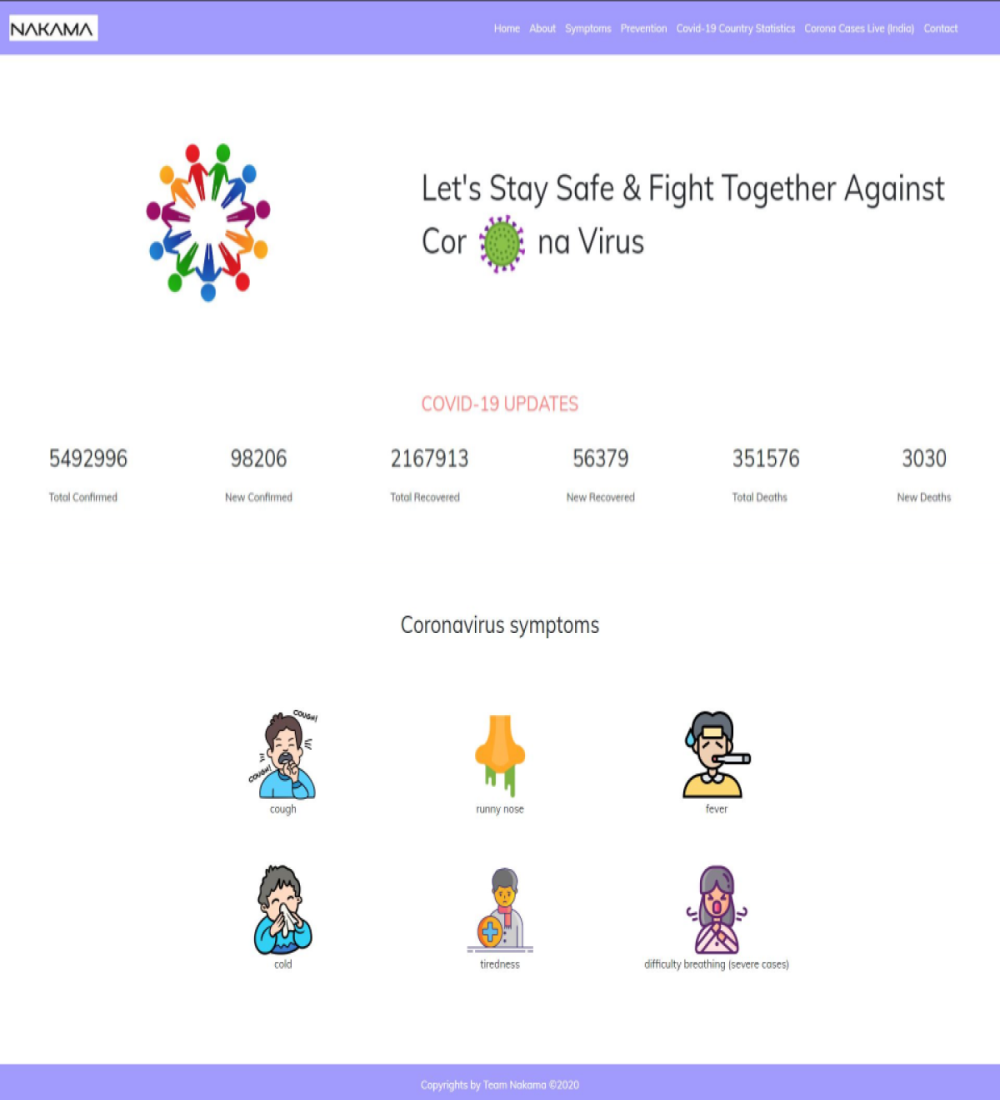 NAKAMA
Home About Symptoms Prevention Covid-19 Country Statistics Corona Cases Live (India) Contact
Let's Stay Safe & Fight Together Against
Cor na Virus
COVID-19 UPDATES
5492996 98206 2167913 56379 351576 3030
Total Confirmed New Confirmed Total Recovered New Recovered Total Deaths New Deaths
Coronavirus symptoms
COUGH!
COUGH!
cough runny nose fever
cold tiredness difficulty breathing (severe cases)
Copyrights by Team Nakama ©2020